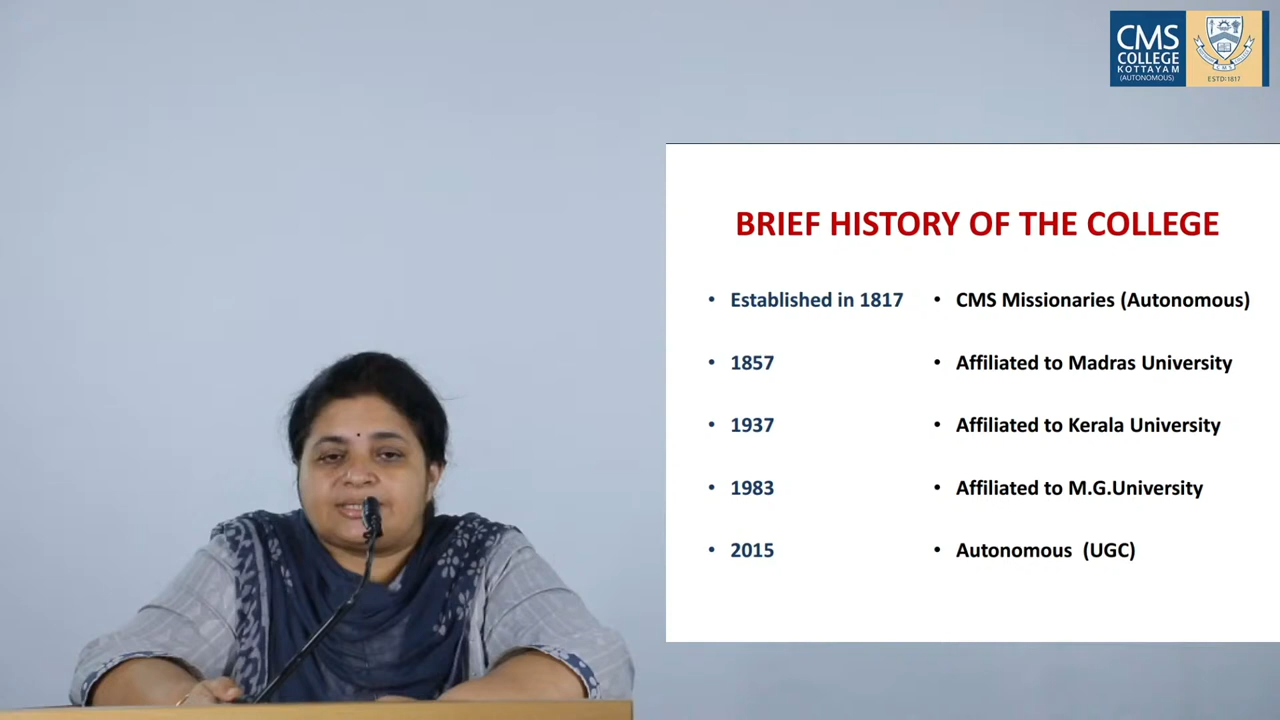 CMS
COLLEGE
KOTTAYAM
(AUTONOMOUS)
ESTD:1817
BRIEF HISTORY OF THE COLLEGE
• Established in 1817 • CMS Missionaries (Autonomous)
• 1857 • Affiliated to Madras University
• 1937 • Affiliated to Kerala University
• 1983 • Affiliated to M.G.University
• 2015 • Autonomous (UGC)